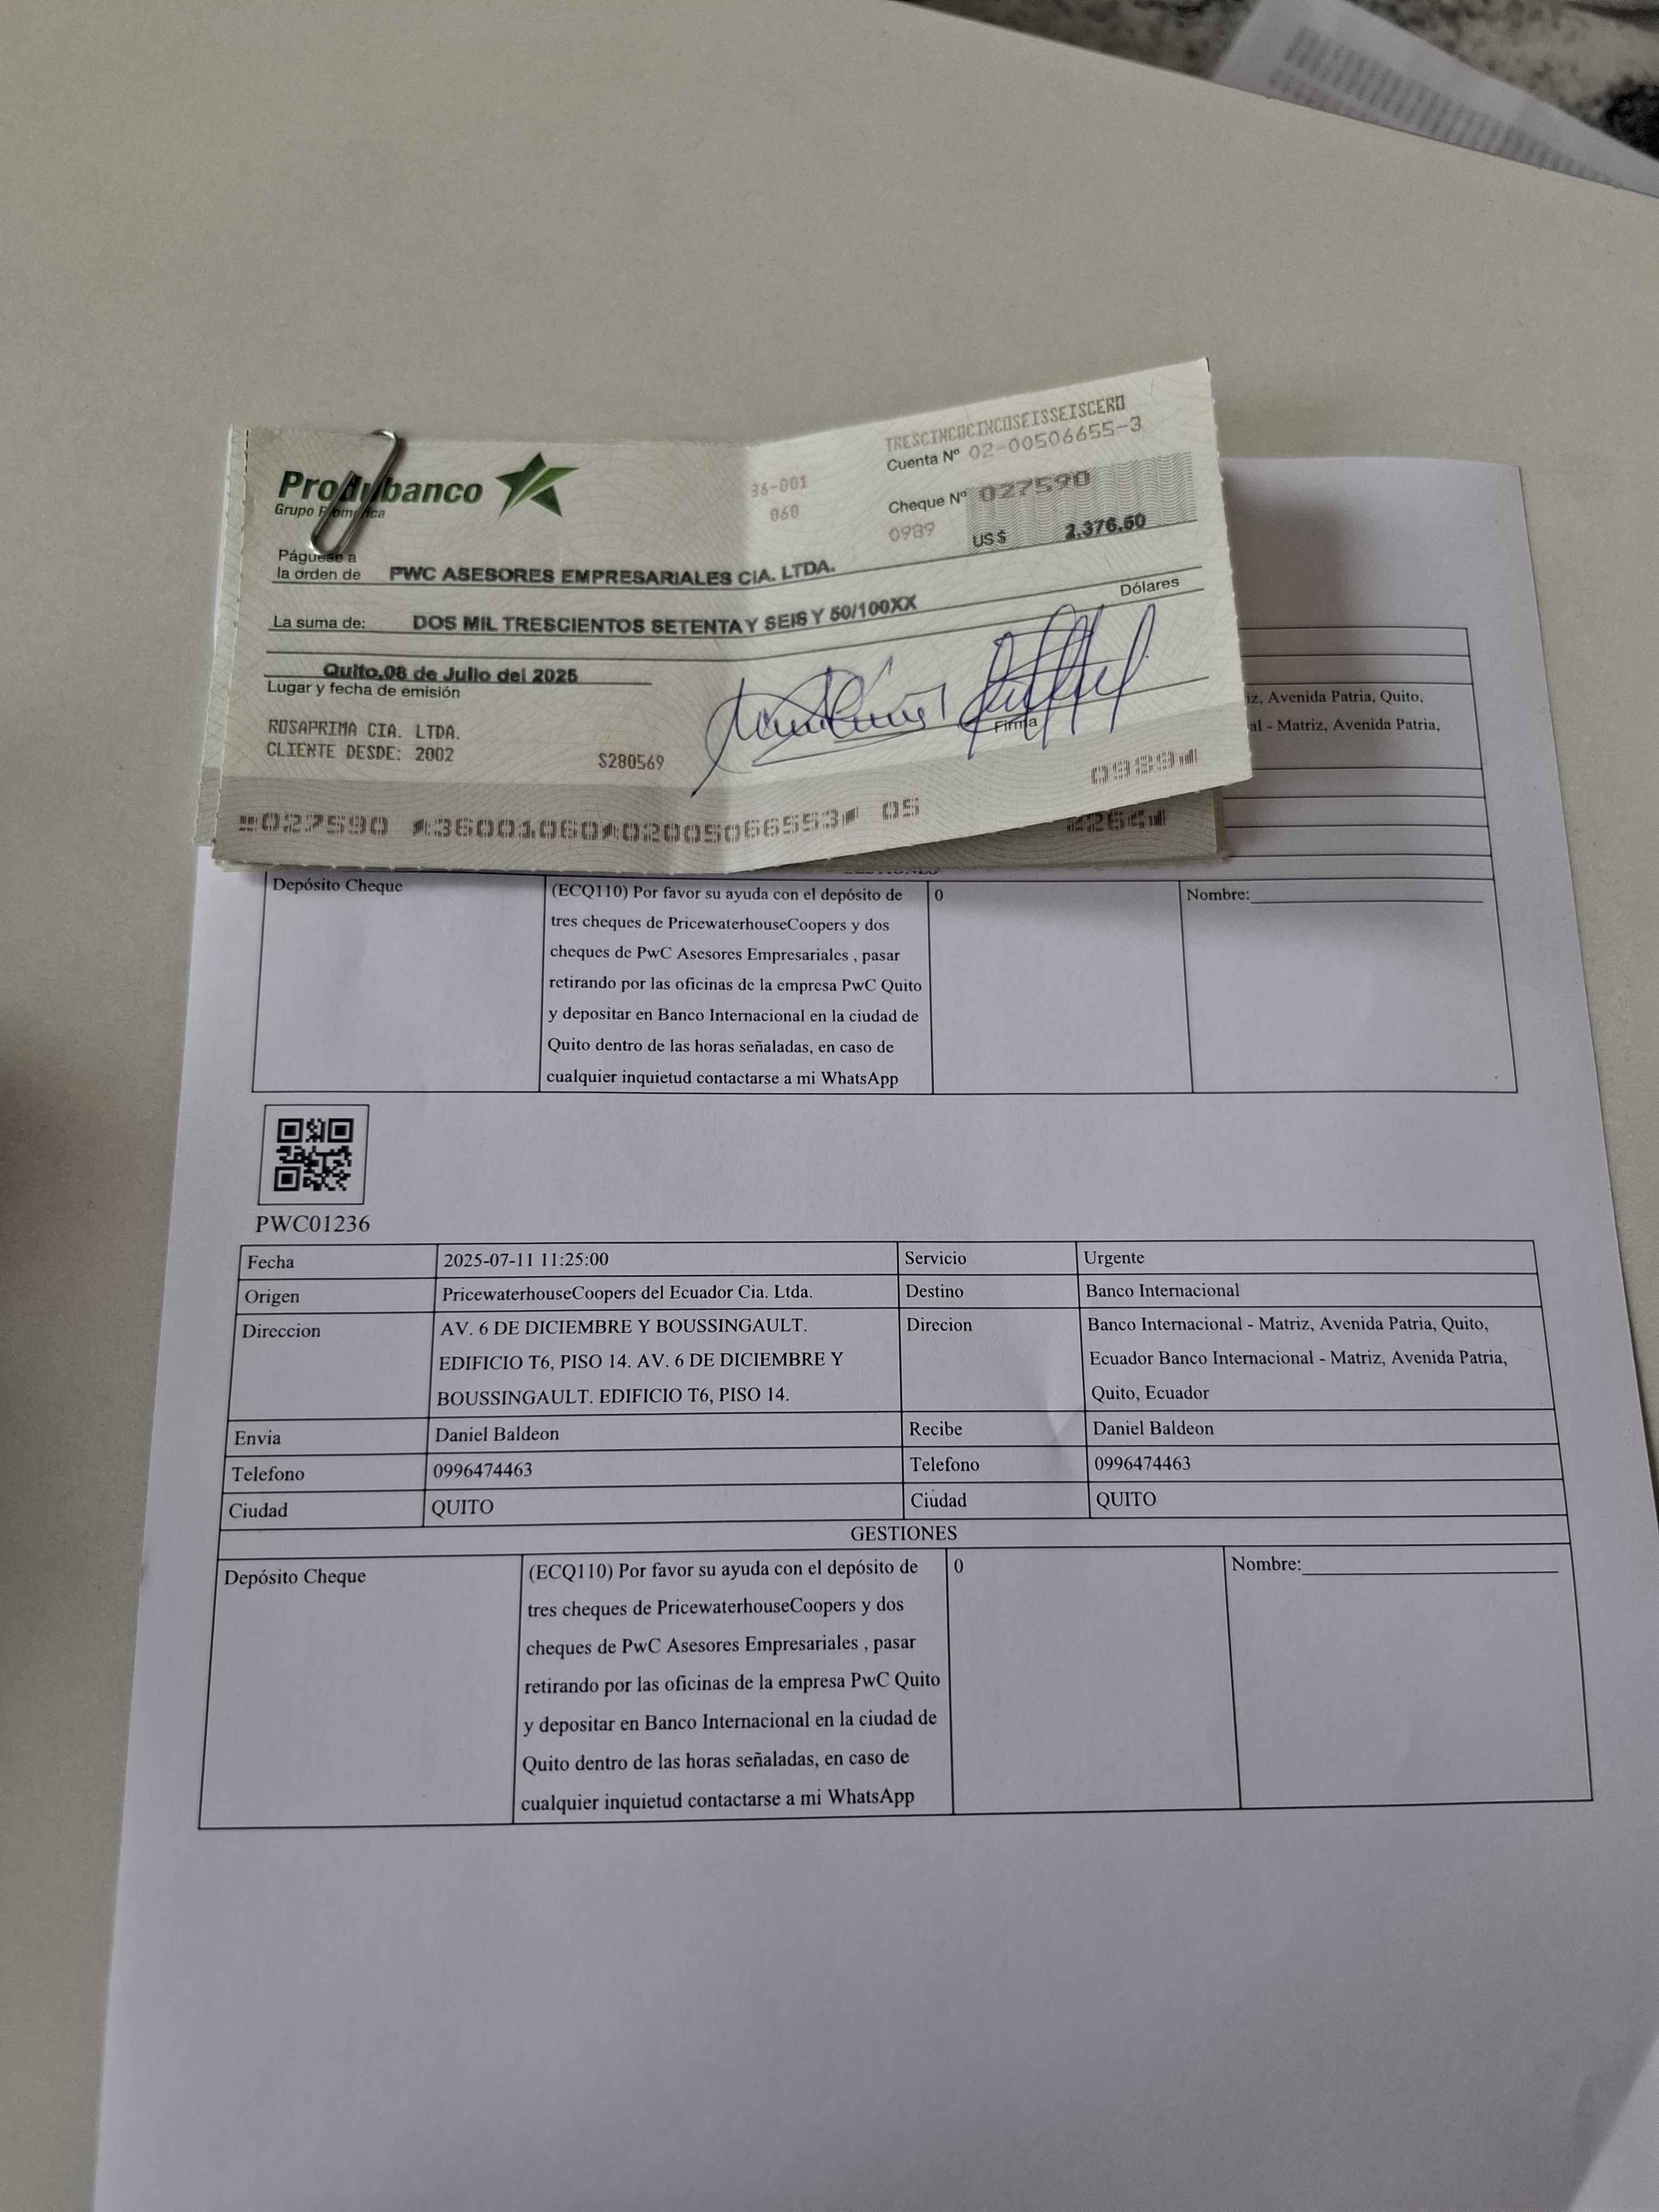 Produbanco
Grupo Promerica
36-001
060
TRESCINCOCINCOSEISSEISCERO
Cuenta Nº 02-00506655-3
Cheque Nº 027590
0989
US$ 2.376.50
Páguese a
la orden de PWC ASESORES EMPRESARIALES CIA. LTDA.
La suma de: DOS MIL TRESCIENTOS SETENTA Y SEIS Y 50/100XX
Dólares
Quito,08 de Julio del 2025
Lugar y fecha de emisión
Firma
ROSAPRIMA CIA. LTDA.
CLIENTE DESDE: 2002
S280569
0989
027590 36001060 02005066553 05
iz, Avenida Patria, Quito,
al - Matriz, Avenida Patria,
Depósito Cheque
(ECQ110) Por favor su ayuda con el depósito de
tres cheques de PricewaterhouseCoopers y dos
cheques de PwC Asesores Empresariales , pasar
retirando por las oficinas de la empresa PwC Quito
y depositar en Banco Internacional en la ciudad de
Quito dentro de las horas señaladas, en caso de
cualquier inquietud contactarse a mi WhatsApp
0
Nombre:
PWC01236
Fecha 2025-07-11 11:25:00 Servicio Urgente
Origen PricewaterhouseCoopers del Ecuador Cia. Ltda. Destino Banco Internacional
Direccion AV. 6 DE DICIEMBRE Y BOUSSINGAULT. Direcion Banco Internacional - Matriz, Avenida Patria, Quito,
EDIFICIO T6, PISO 14. AV. 6 DE DICIEMBRE Y Ecuador Banco Internacional - Matriz, Avenida Patria,
BOUSSINGAULT. EDIFICIO T6, PISO 14. Quito, Ecuador
Envia Daniel Baldeon Recibe Daniel Baldeon
Telefono 0996474463 Telefono 0996474463
Ciudad QUITO Ciudad QUITO
GESTIONES
Depósito Cheque
(ECQ110) Por favor su ayuda con el depósito de
tres cheques de PricewaterhouseCoopers y dos
cheques de PwC Asesores Empresariales , pasar
retirando por las oficinas de la empresa PwC Quito
y depositar en Banco Internacional en la ciudad de
Quito dentro de las horas señaladas, en caso de
cualquier inquietud contactarse a mi WhatsApp
0
Nombre: